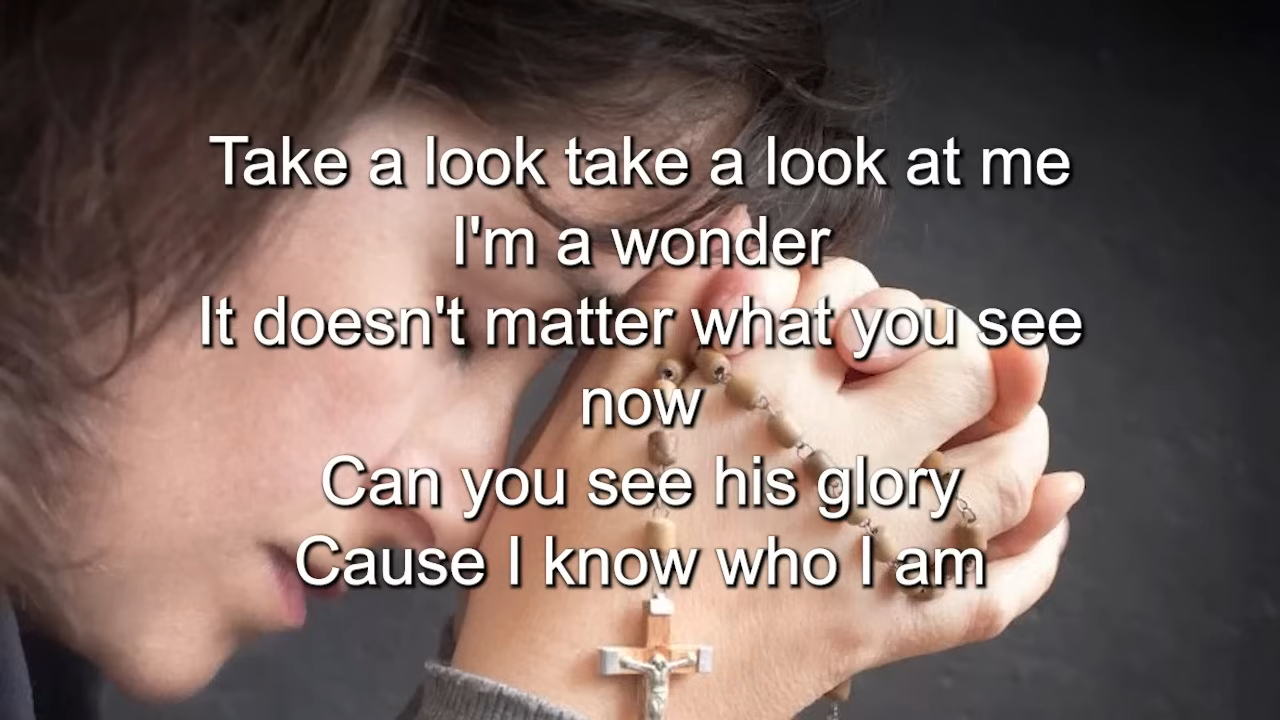 Take a look take a look at me
I'm a wonder
It doesn't matter what you see
now
Can you see his glory
Cause I know who I am